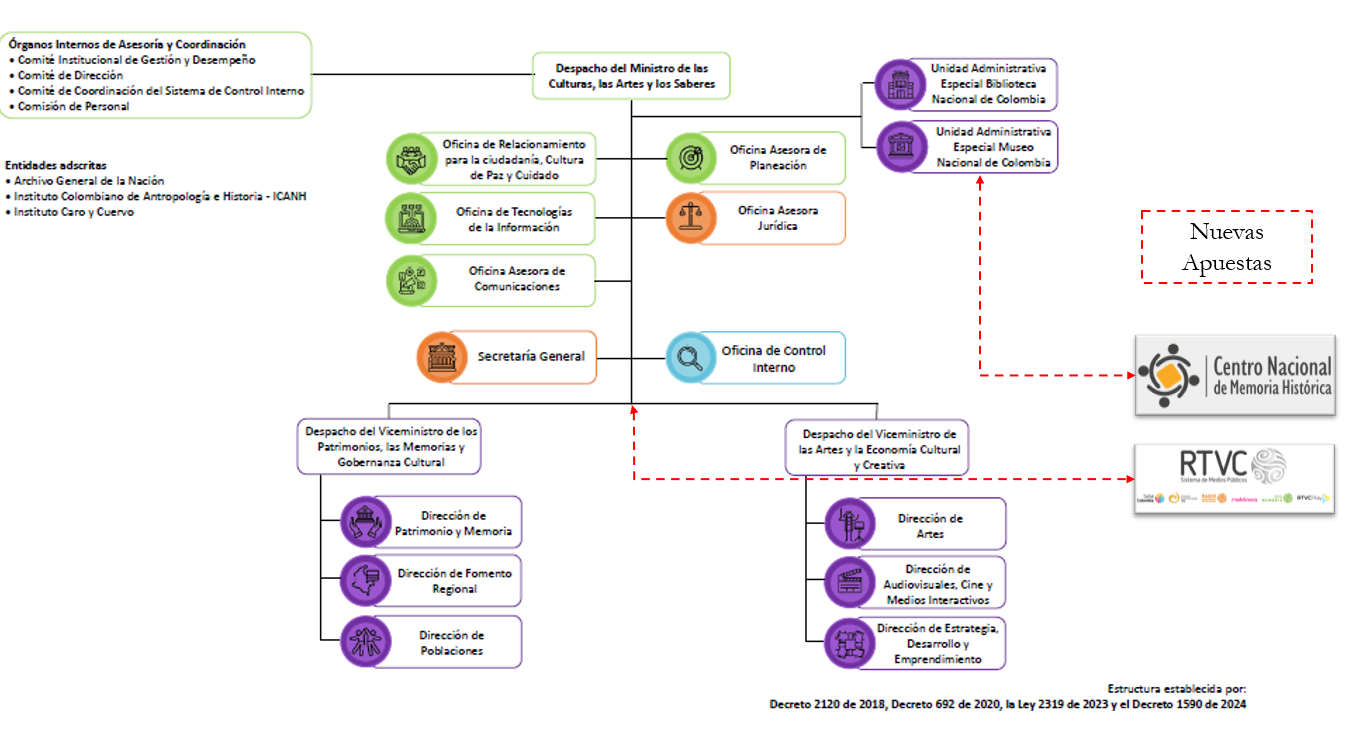 Órganos Internos de Asesoría y Coordinación
• Comité Institucional de Gestión y Desempeño
• Comité de Dirección
• Comité de Coordinación del Sistema de Control Interno
• Comisión de Personal
Entidades adscritas
• Archivo General de la Nación
• Instituto Colombiano de Antropología e Historia - ICANH
• Instituto Caro y Cuervo
Despacho del Ministro de las
Culturas, las Artes y los Saberes
Unidad Administrativa
Especial Biblioteca
Nacional de Colombia
Unidad Administrativa
Especial Museo
Nacional de Colombia
Oficina de Relacionamiento
para la ciudadanía, Cultura
de Paz y Cuidado
Oficina Asesora de
Planeación
Oficina de Tecnologías
de la Información
Oficina Asesora
Jurídica
Oficina Asesora de
Comunicaciones
Secretaría General
Oficina de Control
Interno
Nuevas
Apuestas
Centro Nacional
de Memoria Histórica
RTVC
Sistema de Medios Públicos
RTVCPlay
Despacho del Viceministro de los
Patrimonios, las Memorias y
Gobernanza Cultural
Dirección de
Patrimonio y Memoria
Dirección de Fomento
Regional
Dirección de
Poblaciones
Despacho del Viceministro de
las Artes y la Economía Cultural
y Creativa
Dirección de
Artes
Dirección de
Audiovisuales, Cine y
Medios Interactivos
Dirección de Estrategia,
Desarrollo y
Emprendimiento
Estructura establecida por:
Decreto 2120 de 2018, Decreto 692 de 2020, la Ley 2319 de 2023 y el Decreto 1590 de 2024